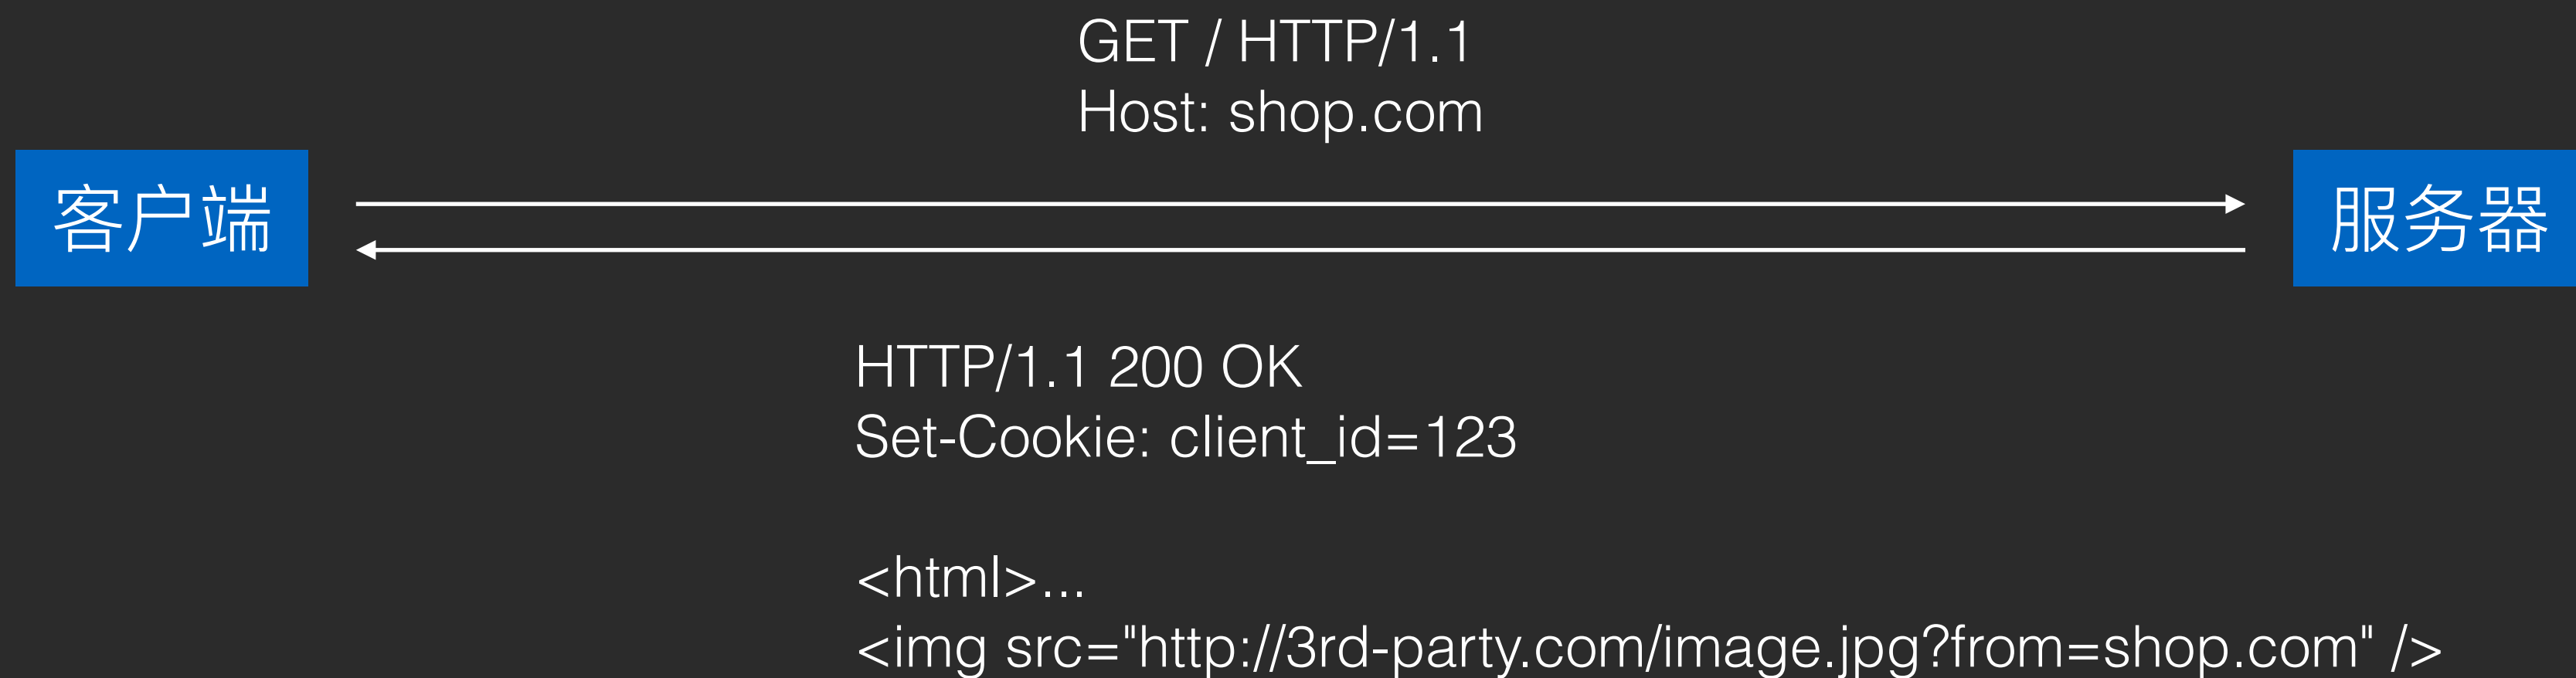 GET / HTTP/1.1
Host: shop.com
客户端
服务器
HTTP/1.1 200 OK
Set-Cookie: client_id=123
<html>...
<img src="http://3rd-party.com/image.jpg?from=shop.com" />